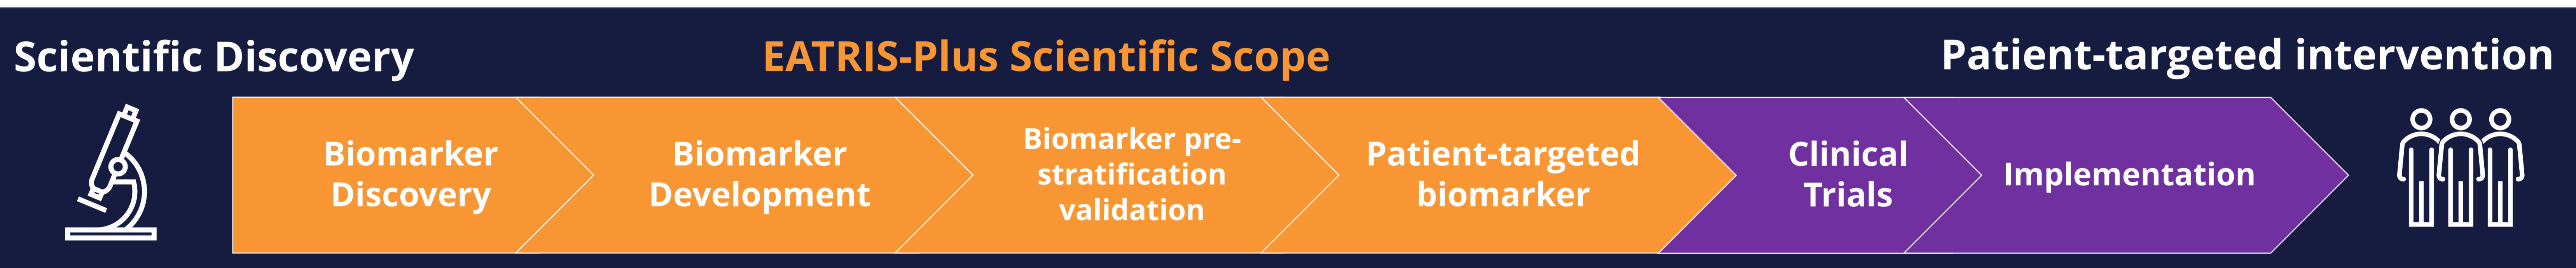 Scientific Discovery
EATRIS-Plus Scientific Scope
Patient-targeted intervention
Biomarker
Discovery
Biomarker
Development
Biomarker pre-
stratification
validation
Patient-targeted
biomarker
Clinical
Trials
Implementation